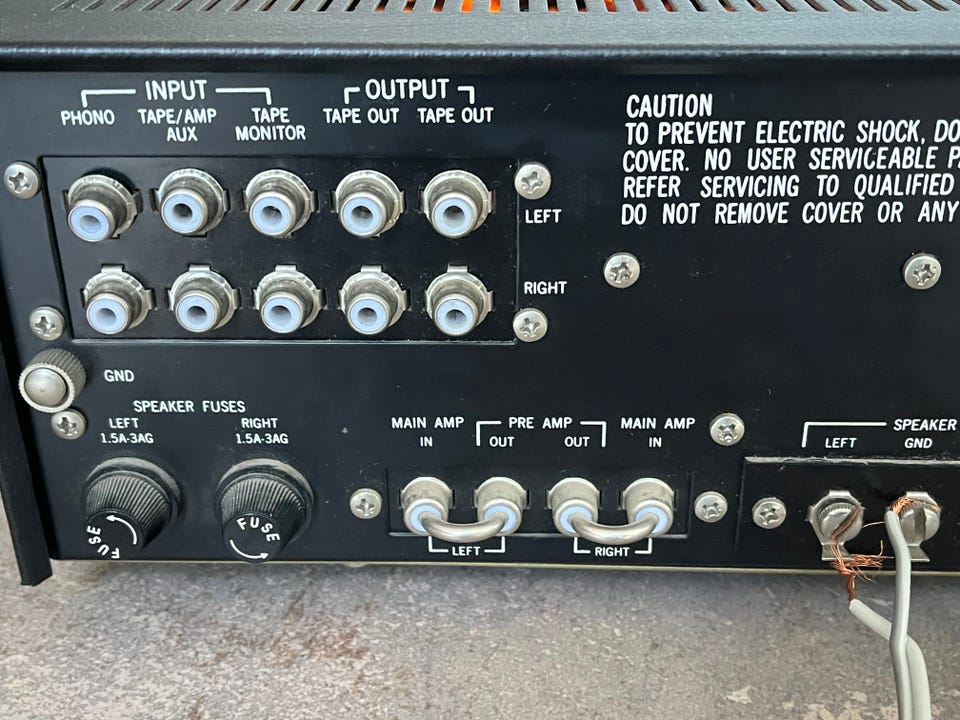 INPUT
PHONO TAPE/AMP AUX TAPE MONITOR
OUTPUT
TAPE OUT TAPE OUT
LEFT
RIGHT
CAUTION
TO PREVENT ELECTRIC SHOCK, DO
COVER. NO USER SERVICEABLE P
REFER SERVICING TO QUALIFIED
DO NOT REMOVE COVER OR ANY
GND
SPEAKER FUSES
LEFT RIGHT
1.5A-3AG 1.5A-3AG
FUSE
FUSE
MAIN AMP PRE AMP MAIN AMP
IN OUT OUT IN
LEFT RIGHT
SPEAKER
LEFT GND